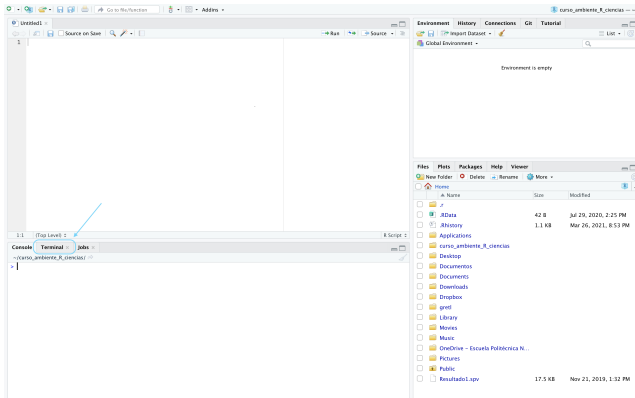 Go to file/function
Addins
curso_ambiente_R_ciencias
Untitled1
Source on Save
Run
Source
1
1:1
(Top Level)
R Script
Console
Terminal
Jobs
~/curso_ambiente_R_ciencias/
>
Environment
History
Connections
Git
Tutorial
Import Dataset
List
Global Environment
Environment is empty
Files
Plots
Packages
Help
Viewer
New Folder
Delete
Rename
More
Home
Name
Size
Modified
.r
.RData
42 B
Jul 29, 2020, 2:25 PM
.Rhistory
1.1 KB
Mar 26, 2021, 8:53 PM
Applications
curso_ambiente_R_ciencias
Desktop
Documentos
Documents
Downloads
Dropbox
gretl
Library
Movies
Music
OneDrive - Escuela Politécnica N...
Pictures
Public
Resultado1.spv
17.5 KB
Nov 21, 2019, 1:32 PM